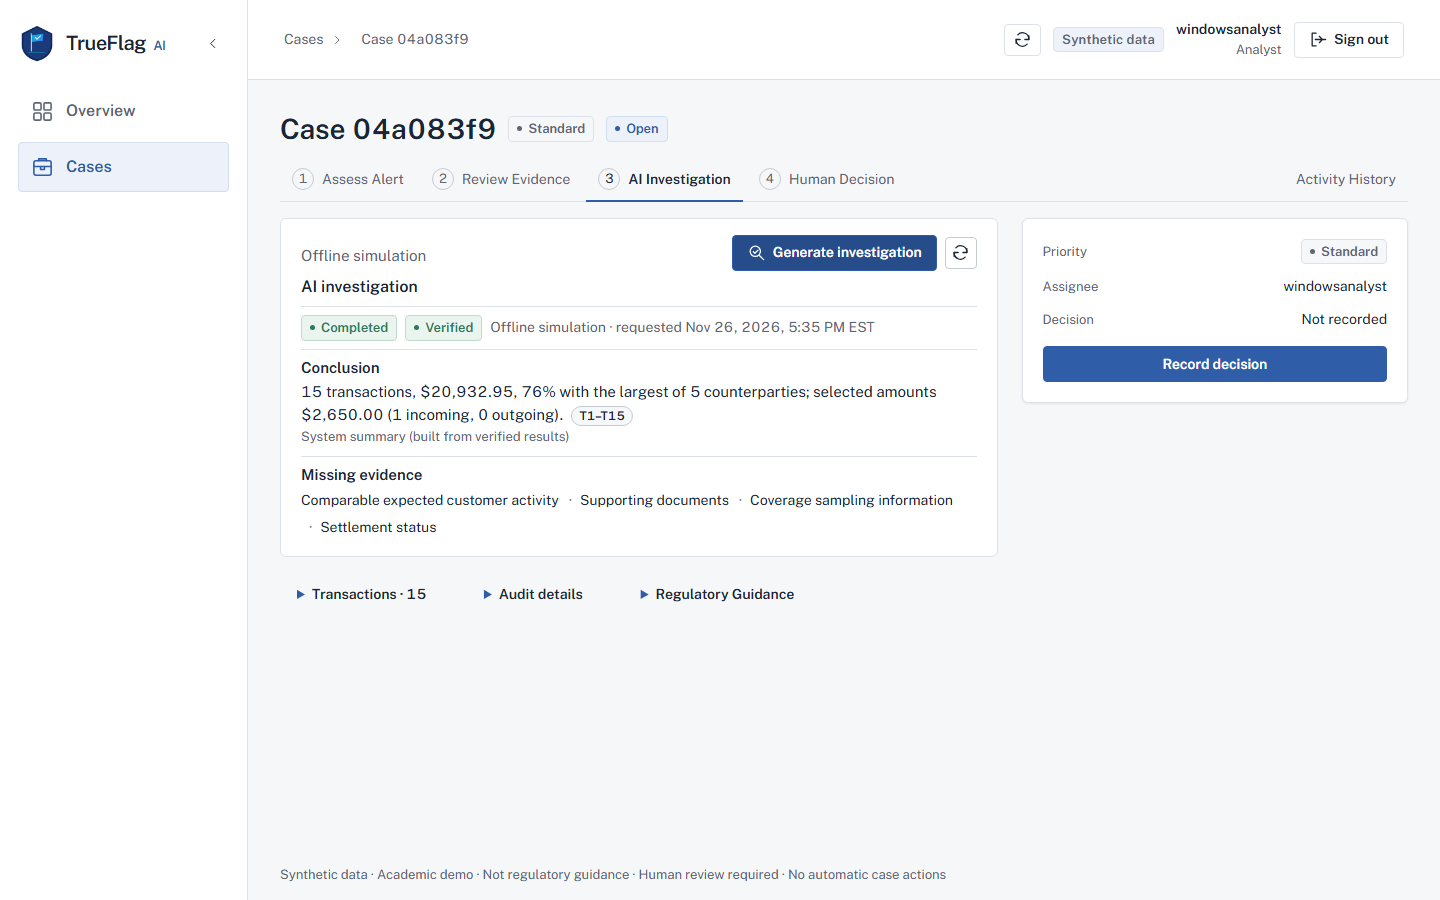 TrueFlag AI
Overview
Cases
Cases
Case 04a083f9
Synthetic data
windowsanalyst
Analyst
Sign out
Case 04a083f9
Standard
Open
1 Assess Alert
2 Review Evidence
3 AI Investigation
4 Human Decision
Activity History
Offline simulation
Generate investigation
AI investigation
Completed
Verified
Offline simulation · requested Nov 26, 2026, 5:35 PM EST
Conclusion
15 transactions, $20,932.95, 76% with the largest of 5 counterparties; selected amounts
$2,650.00 (1 incoming, 0 outgoing). T1–T15
System summary (built from verified results)
Missing evidence
Comparable expected customer activity · Supporting documents · Coverage sampling information
· Settlement status
Transactions · 15
Audit details
Regulatory Guidance
Priority
Standard
Assignee
windowsanalyst
Decision
Not recorded
Record decision
Synthetic data · Academic demo · Not regulatory guidance · Human review required · No automatic case actions